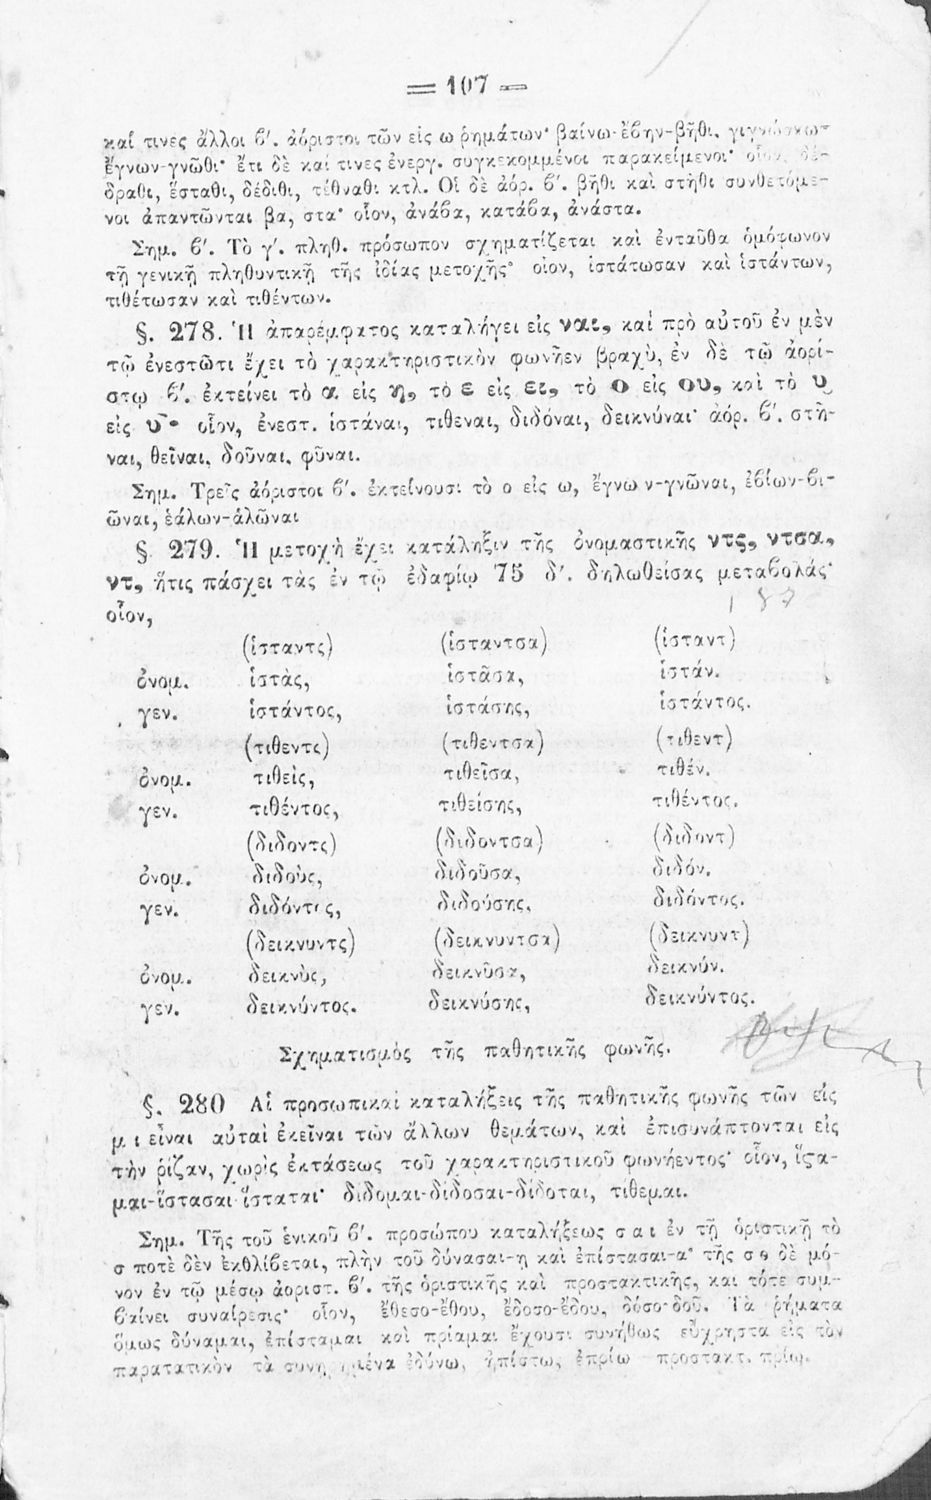 = 107 =
καί τινες ἄλλοι β′. ἀόριστοι τῶν εἰς ω ῥημάτων· βαίνω-ἔβην-βῆθι, γιγνώσκω-
ἔγνων-γνῶθι· ἔτι δὲ καί τινες ἐνεργ. συγκεκομμένοι παρακείμενοι· οἷον, δέ-
δραθι, ἕσταθι, δέδιθι, τέθναθι κτλ. Οἱ δὲ ἀόρ. β′. βῆθι καὶ στῆθι συνθετόμε-
νοι ἀπαντῶνται βα, στα· οἷον, ἀνάβα, κατάβα, ἀνάστα.
Σημ. β′. Τὸ γ′. πληθ. πρόσωπον σχηματίζεται καὶ ἐνταῦθα ὁμόφωνον
τῇ γενικῇ πληθυντικῇ τῆς ἰδίας μετοχῆς· οἷον, ἱστάτωσαν καὶ ἱστάντων,
τιθέτωσαν καὶ τιθέντων.
§. 278. Ἡ ἀπαρέμφατος καταλήγει εἰς ναι, καὶ πρὸ αὐτοῦ ἐν μὲν
τῷ ἐνεστῶτι ἔχει τὸ χαρακτηριστικὸν φωνῆεν βραχὺ, ἐν δὲ τῷ ἀορί-
στῳ β′. ἐκτείνει τὸ α εἰς η, τὸ ε εἰς ει, τὸ ο εἰς ου, καὶ τὸ υ
εἰς υ· οἷον, ἐνεστ. ἱστάναι, τιθεναι, διδόναι, δεικνύναι· ἀόρ. β′. στῆ-
ναι, θεῖναι, δοῦναι, φῦναι.
Σημ. Τρεῖς ἀόριστοι β′. ἐκτείνουσι τὸ ο εἰς ω, ἔγνων-γνῶναι, ἐβίων-βι-
ῶναι, ἑάλων-ἁλῶναι
§ 279. Ἡ μετοχὴ ἔχει κατάληξιν τῆς ὀνομαστικῆς ντς, ντσα,
ντ, ἥτις πάσχει τὰς ἐν τῷ ἐδαφίῳ 75 δ′. δηλωθείσας μεταβολάς·
187
οἷον,
(ἱσταντς) (ἱσταντσα) (ἱσταντ)
ὀνομ. ἱστὰς, ἱστᾶσα, ἱστάν.
γεν. ἱστάντος, ἱστάσης, ἱστάντος.
(τιθεντς) (τιθεντσα) (τιθεντ)
ὀνομ. τιθεὶς, τιθεῖσα, τιθέν.
γεν. τιθέντος, τιθείσης, τιθέντος.
(διδοντς) (διδοντσα) (διδοντ)
ὀνομ. διδοὺς, διδοῦσα, διδόν.
γεν. διδόντος, διδούσης, διδόντος.
(δεικνυντς) (δεικνυντσα) (δεικνυντ)
ὀνομ. δεικνὺς, δεικνῦσα, δεικνύν.
γεν. δεικνύντος. δεικνύσης, δεικνύντος.
Σχηματισμὸς τῆς παθητικῆς φωνῆς.
§. 280 Αἱ προσωπικαὶ καταλήξεις τῆς παθητικῆς φωνῆς τῶν εἰς
μι εἶναι αὐταὶ ἐκεῖναι τῶν ἄλλων θεμάτων, καὶ ἐπισυνάπτονται εἰς
τὴν ῥίζαν, χωρὶς ἐκτάσεως τοῦ χαρακτηριστικοῦ φωνήεντος· οἷον, ἵϛα-
μαι-ἵστασαι-ἵσταται· διδομαι-δίδοσαι-δίδοται, τίθεμαι.
Σημ. Τῆς τοῦ ἑνικοῦ β′. προσώπου καταλήξεως σαι ἐν τῇ ὁριστικῇ τὸ
σ ποτὲ δὲν ἐκθλίβεται, πλὴν τοῦ δύνασαι-ῃ καὶ ἐπίστασαι-ᾳ· τῆς σο δὲ μό-
νον ἐν τῷ μέσῳ ἀοριστ. β′. τῆς ὁριστικῆς καὶ προστακτικῆς, και τότε συμ-
βαίνει συναίρεσις· οἷον, ἔθεσο-ἔθου, ἔδοσο-ἔδου, δόσο-δοῦ. Τὰ ῥήματα
ὅμως δύναμαι, ἐπίσταμαι καὶ πρίαμαι ἔχουσι συνήθως εὔχρηστα εἰς τὸν
παρατατικὸν τὰ συνῃρημένα ἐδύνω, ἠπίστω, ἐπρίω προστακτ. πρίω.